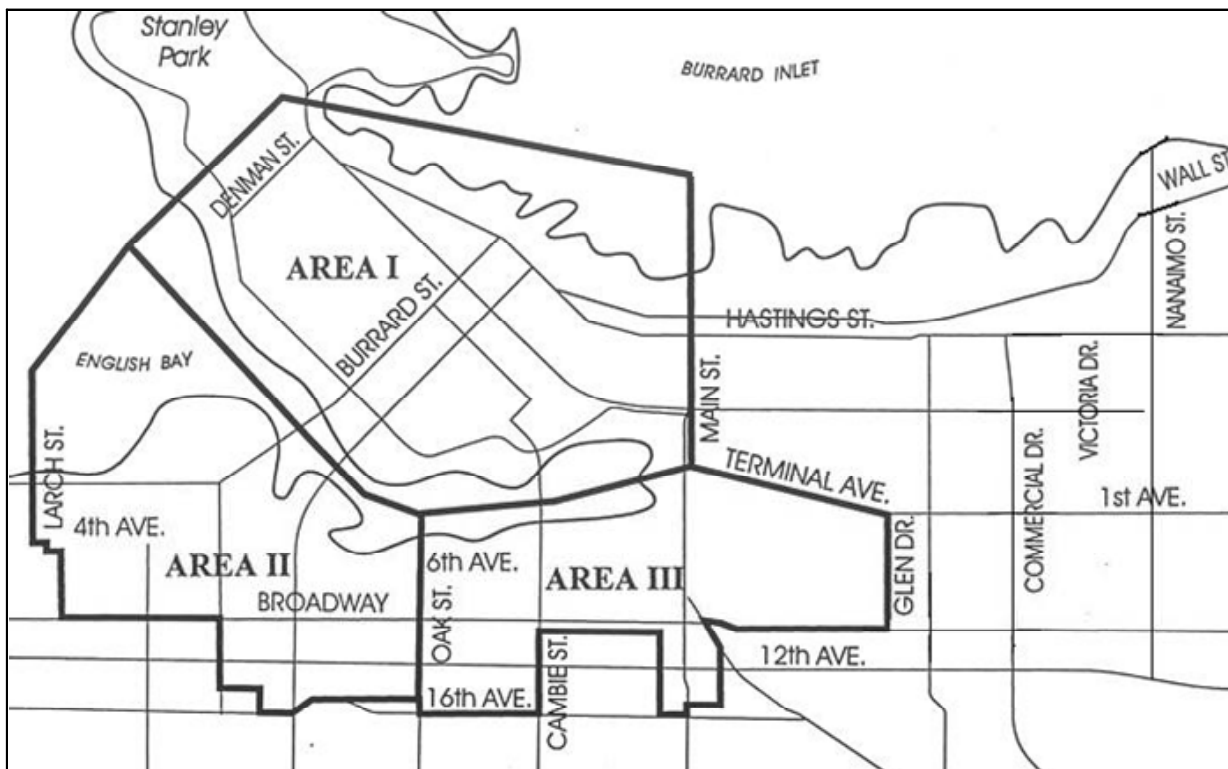 Stanley
Park
BURRARD INLET
WALL ST.
DENMAN ST.
NANAIMO ST.
AREA I
BURRARD ST.
HASTINGS ST.
ENGLISH BAY
MAIN ST.
VICTORIA DR.
LARCH ST.
TERMINAL AVE.
COMMERCIAL DR.
1st AVE.
4th AVE.
GLEN DR.
AREA II
6th AVE.
AREA III
BROADWAY
OAK ST.
CAMBIE ST.
12th AVE.
16th AVE.